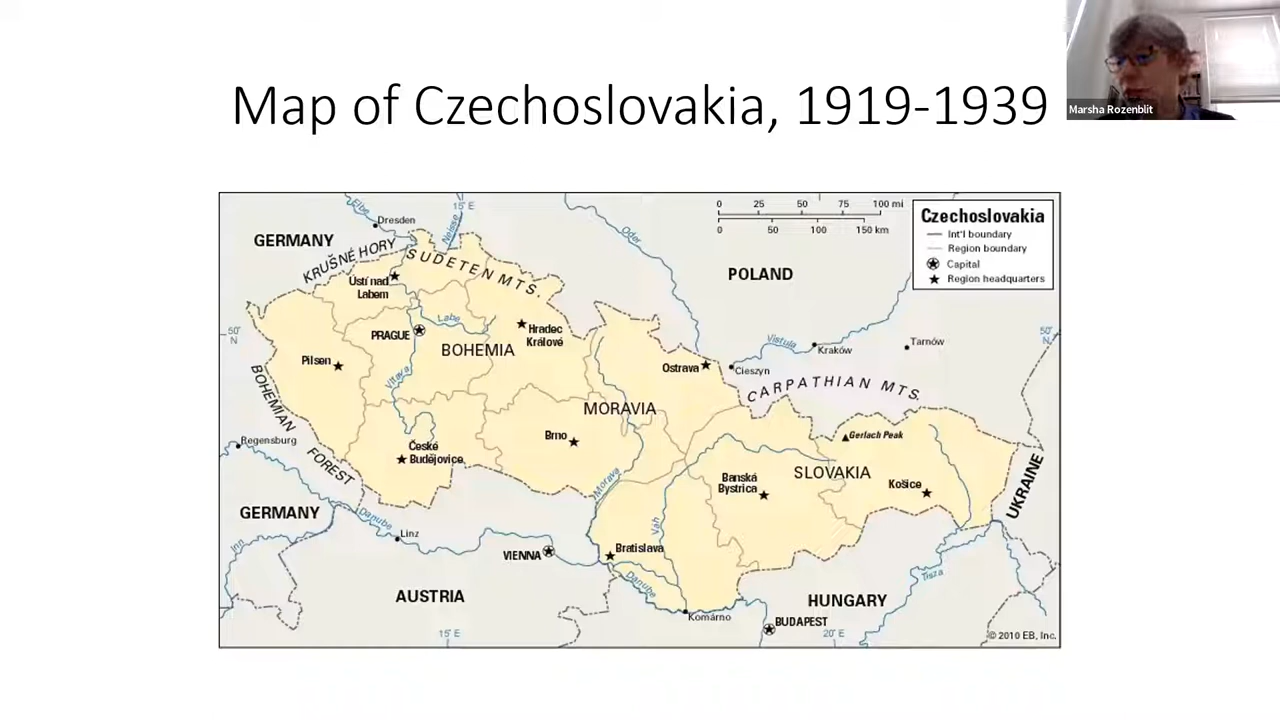 Map of Czechoslovakia, 1919-1939
Marsha Rozenblit
Elbe
Dresden
15° E
Neisse
Oder
0 25 50 75 100 mi
0 50 100 150 km
Czechoslovakia
Int'l boundary
Region boundary
Capital
Region headquarters
GERMANY
KRUŠNÉ HORY
SUDETEN MTS.
POLAND
Ústí nad
Labem
50°
N
PRAGUE
Labe
Hradec
Králové
BOHEMIA
Vistula
Kraków
Tarnów
50°
N
Pilsen
Vltava
Ostrava
Cieszyn
CARPATHIAN MTS.
BOHEMIAN
FOREST
MORAVIA
Brno
Gerlach Peak
Regensburg
České
Budějovice
Morava
Banská
Bystrica
SLOVAKIA
Košice
UKRAINE
GERMANY
Danube
Linz
Inn
VIENNA
Váh
Bratislava
Danube
Tisza
AUSTRIA
Komárno
HUNGARY
BUDAPEST
15° E
20° E
© 2010 EB, Inc.